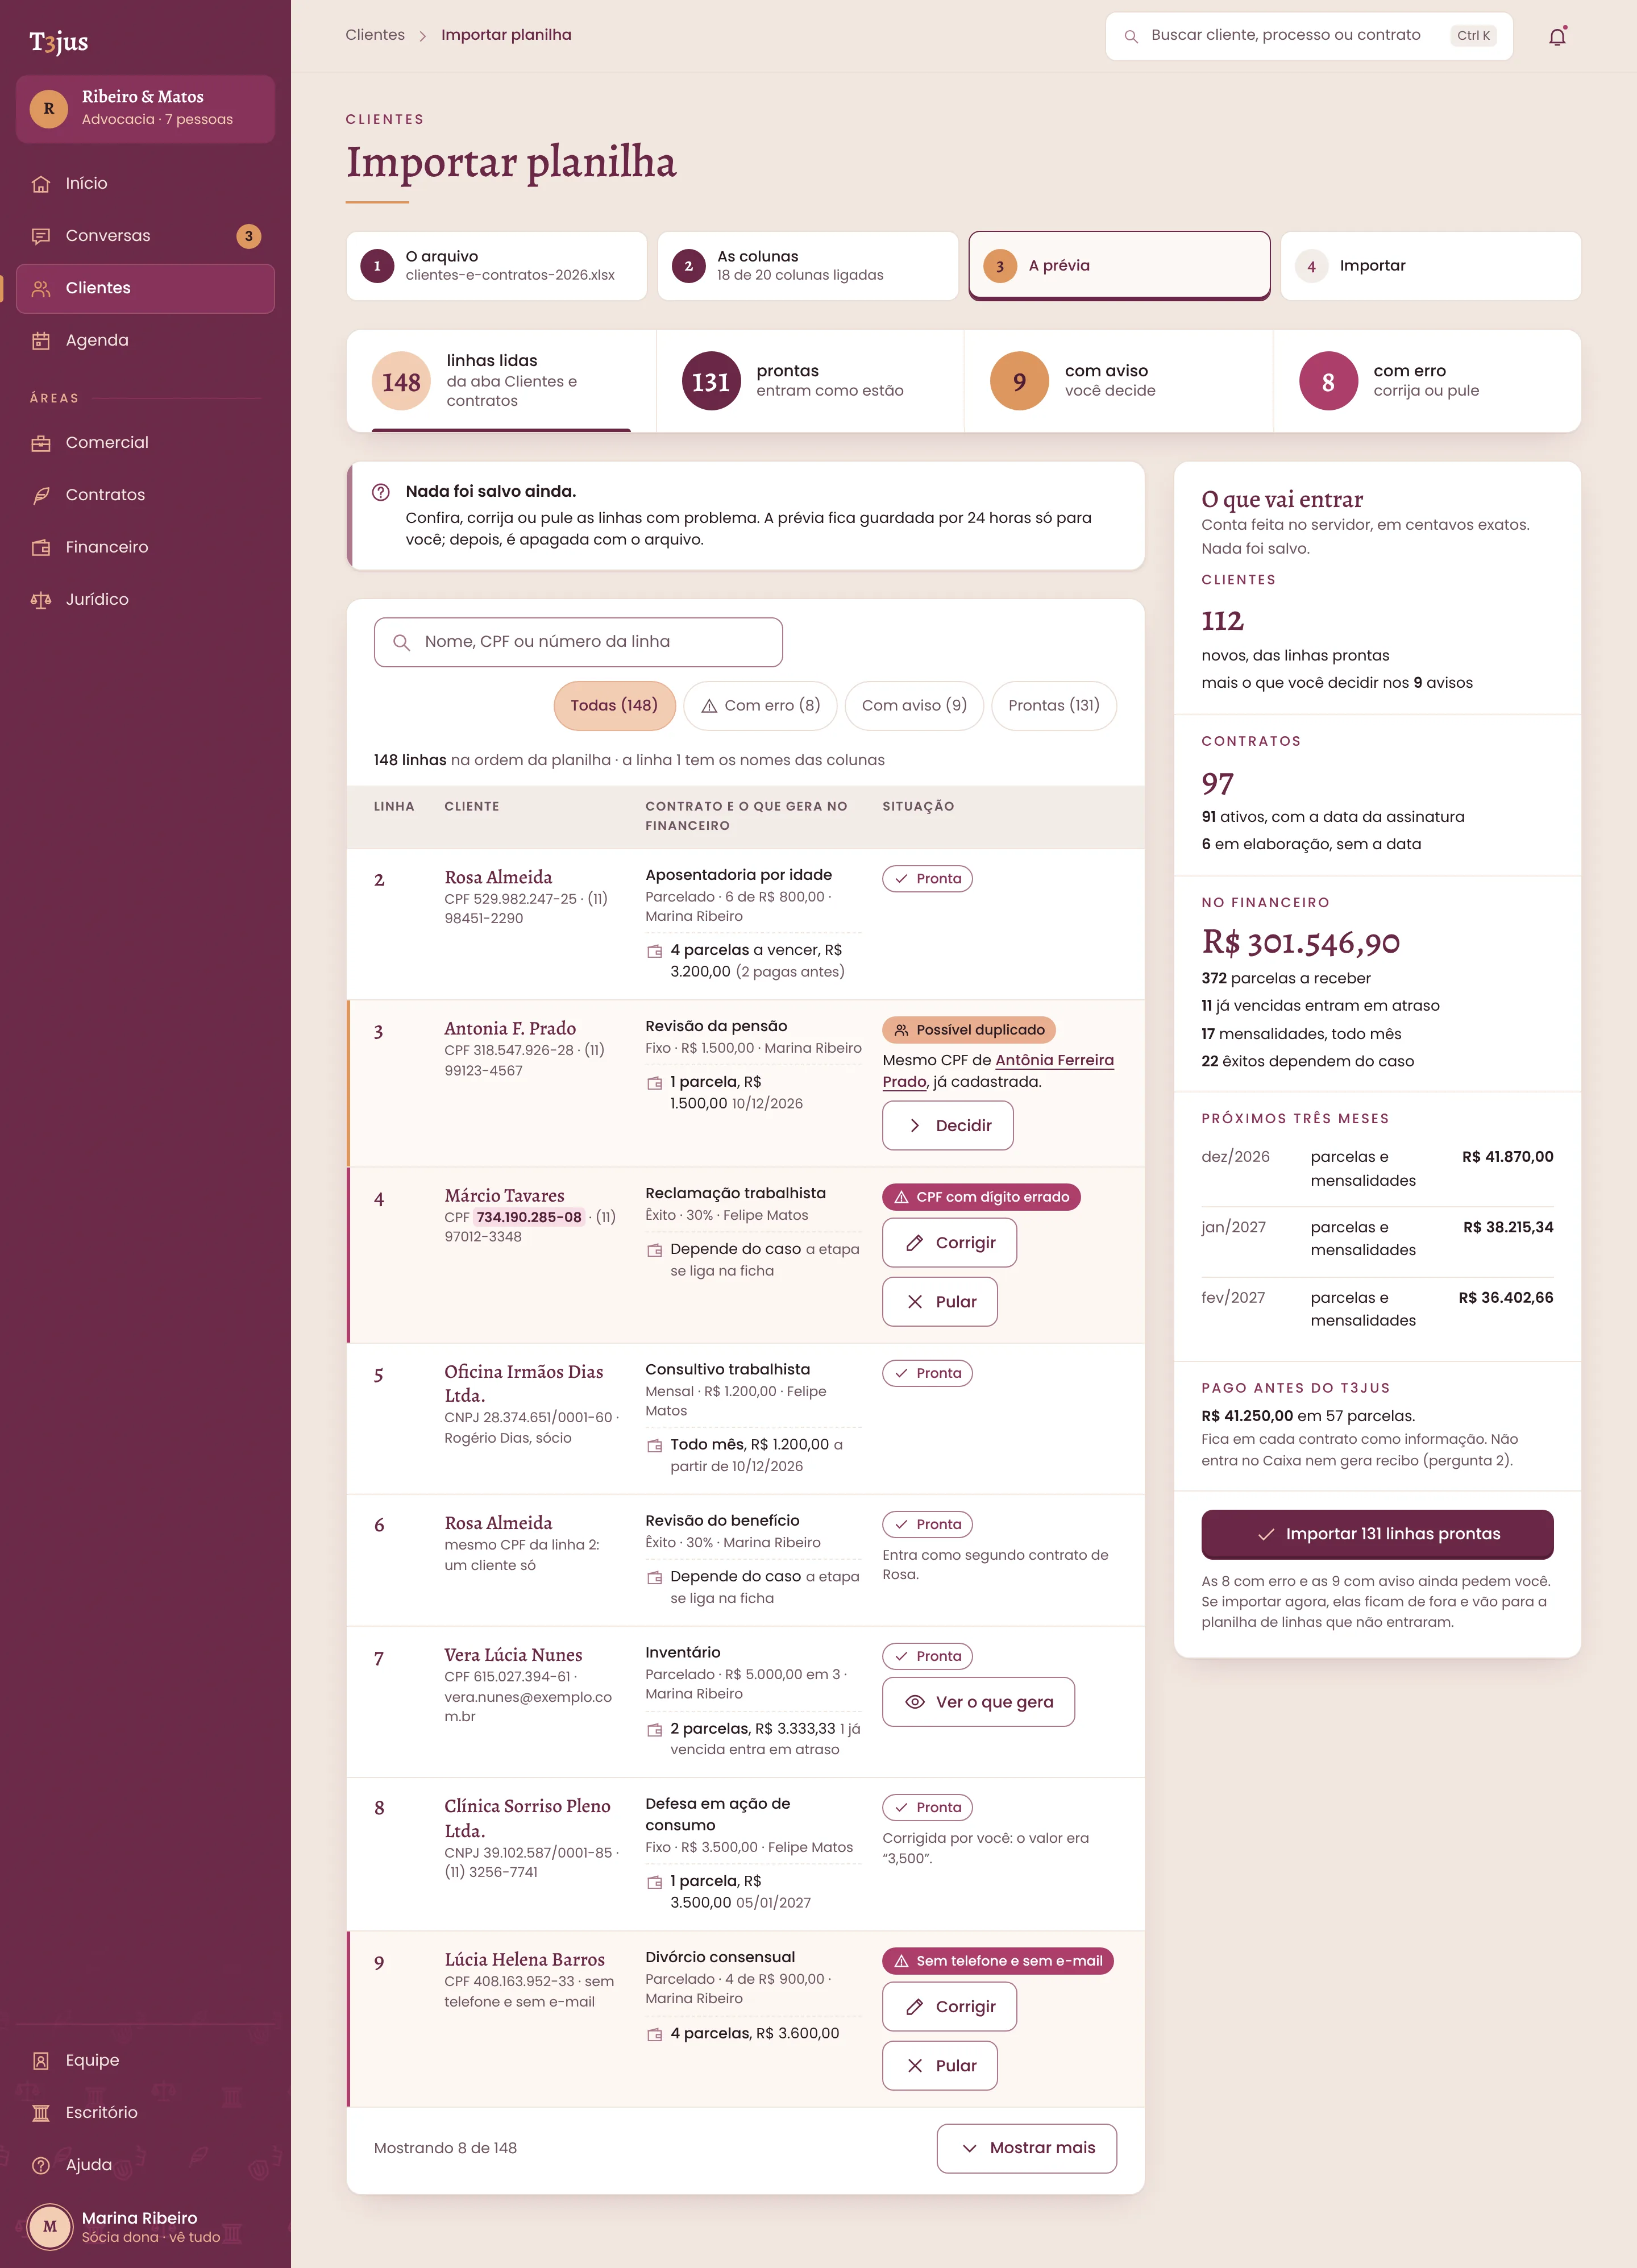 T3jus
R
Ribeiro & Matos
Advocacia · 7 pessoas
Início
Conversas
3
Clientes
Agenda
ÁREAS
Comercial
Contratos
Financeiro
Jurídico
Equipe
Escritório
Ajuda
M
Marina Ribeiro
Sócia dona · vê tudo
Clientes
Importar planilha
Buscar cliente, processo ou contrato
Ctrl K
CLIENTES
Importar planilha
1
O arquivo
clientes-e-contratos-2026.xlsx
2
As colunas
18 de 20 colunas ligadas
3
A prévia
4
Importar
148
linhas lidas
da aba Clientes e
contratos
131
prontas
entram como estão
9
com aviso
você decide
8
com erro
corrija ou pule
Nada foi salvo ainda.
Confira, corrija ou pule as linhas com problema. A prévia fica guardada por 24 horas só para
você; depois, é apagada com o arquivo.
Nome, CPF ou número da linha
Todas (148)
Com erro (8)
Com aviso (9)
Prontas (131)
148 linhas na ordem da planilha · a linha 1 tem os nomes das colunas
LINHA
CLIENTE
CONTRATO E O QUE GERA NO
FINANCEIRO
SITUAÇÃO
2
Rosa Almeida
CPF 529.982.247-25 · (11)
98451-2290
Aposentadoria por idade
Parcelado · 6 de R$ 800,00 ·
Marina Ribeiro
4 parcelas a vencer, R$
3.200,00 (2 pagas antes)
Pronta
3
Antonia F. Prado
CPF 318.547.926-28 · (11)
99123-4567
Revisão da pensão
Fixo · R$ 1.500,00 · Marina Ribeiro
1 parcela, R$
1.500,00 10/12/2026
Possível duplicado
Mesmo CPF de Antônia Ferreira
Prado, já cadastrada.
Decidir
4
Márcio Tavares
CPF 734.190.285-08 · (11)
97012-3348
Reclamação trabalhista
Êxito · 30% · Felipe Matos
Depende do caso a etapa
se liga na ficha
CPF com dígito errado
Corrigir
Pular
5
Oficina Irmãos Dias
Ltda.
CNPJ 28.374.651/0001-60 ·
Rogério Dias, sócio
Consultivo trabalhista
Mensal · R$ 1.200,00 · Felipe
Matos
Todo mês, R$ 1.200,00 a
partir de 10/12/2026
Pronta
6
Rosa Almeida
mesmo CPF da linha 2:
um cliente só
Revisão do benefício
Êxito · 30% · Marina Ribeiro
Depende do caso a etapa
se liga na ficha
Pronta
Entra como segundo contrato de
Rosa.
7
Vera Lúcia Nunes
CPF 615.027.394-61 ·
vera.nunes@exemplo.co
m.br
Inventário
Parcelado · R$ 5.000,00 em 3 ·
Marina Ribeiro
2 parcelas, R$ 3.333,33 1 já
vencida entra em atraso
Pronta
Ver o que gera
8
Clínica Sorriso Pleno
Ltda.
CNPJ 39.102.587/0001-85 ·
(11) 3256-7741
Defesa em ação de
consumo
Fixo · R$ 3.500,00 · Felipe Matos
1 parcela, R$
3.500,00 05/01/2027
Pronta
Corrigida por você: o valor era
“3,500”.
9
Lúcia Helena Barros
CPF 408.163.952-33 · sem
telefone e sem e-mail
Divórcio consensual
Parcelado · 4 de R$ 900,00 ·
Marina Ribeiro
4 parcelas, R$ 3.600,00
Sem telefone e sem e-mail
Corrigir
Pular
Mostrando 8 de 148
Mostrar mais
O que vai entrar
Conta feita no servidor, em centavos exatos.
Nada foi salvo.
CLIENTES
112
novos, das linhas prontas
mais o que você decidir nos 9 avisos
CONTRATOS
97
91 ativos, com a data da assinatura
6 em elaboração, sem a data
NO FINANCEIRO
R$ 301.546,90
372 parcelas a receber
11 já vencidas entram em atraso
17 mensalidades, todo mês
22 êxitos dependem do caso
PRÓXIMOS TRÊS MESES
dez/2026
parcelas e
mensalidades
R$ 41.870,00
jan/2027
parcelas e
mensalidades
R$ 38.215,34
fev/2027
parcelas e
mensalidades
R$ 36.402,66
PAGO ANTES DO T3JUS
R$ 41.250,00 em 57 parcelas.
Fica em cada contrato como informação. Não
entra no Caixa nem gera recibo (pergunta 2).
Importar 131 linhas prontas
As 8 com erro e as 9 com aviso ainda pedem você.
Se importar agora, elas ficam de fora e vão para a
planilha de linhas que não entraram.